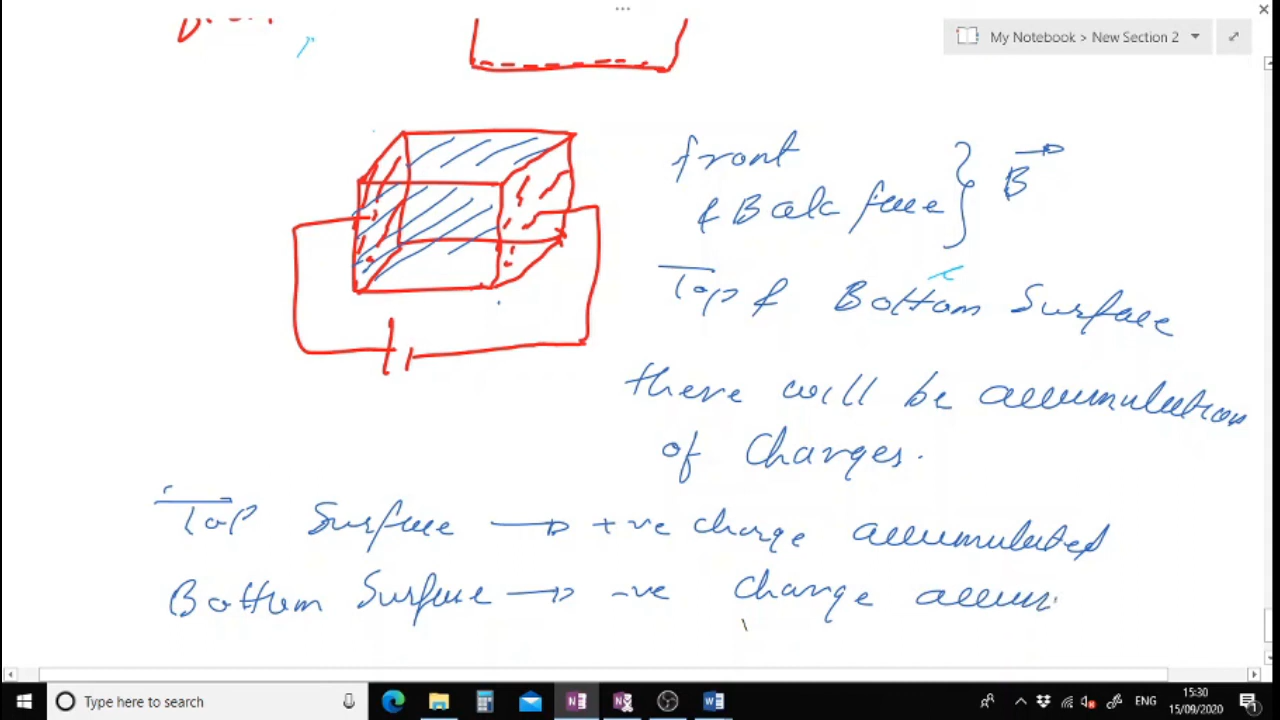 My Notebook > New Section 2
front
& Back face } B
Top & Bottom Surface
there will be accumulation
of Charges.
Top Surface → +ve charge accumulated
Bottom Surface → -ve charge accum
Type here to search
ENG
15:30
15/09/2020
1